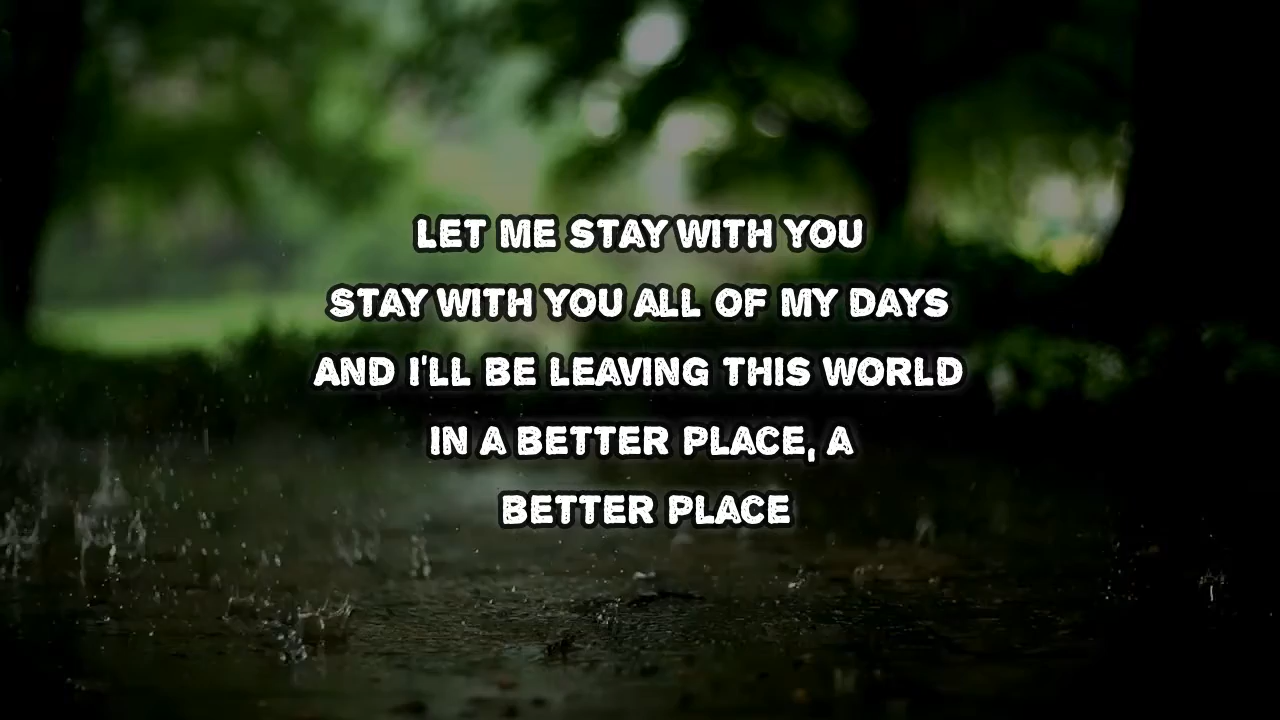 LET ME STAY WITH YOU
STAY WITH YOU ALL OF MY DAYS
AND I'LL BE LEAVING THIS WORLD
IN A BETTER PLACE, A
BETTER PLACE